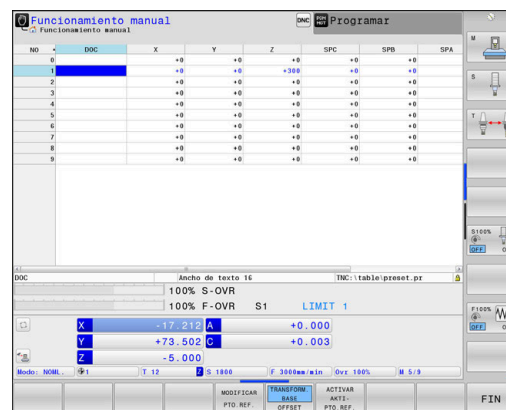 Funcionamiento manual
DNC
Programar
Funcionamiento manual
NO DOC X Y Z SPC SPB SPA
0 +0 +0 +0 +0 +0
1 +0 +0 +300 +0 +0
2 +0 +0 +0 +0 +0
3 +0 +0 +0 +0 +0
4 +0 +0 +0 +0 +0
5 +0 +0 +0 +0 +0
6 +0 +0 +0 +0 +0
7 +0 +0 +0 +0 +0
8 +0 +0 +0 +0 +0
9 +0 +0 +0 +0 +0
DOC Ancho de texto 16 TNC:\table\preset.pr
100% S-OVR
100% F-OVR S1 LIMIT 1
X -17.212 A +0.000
Y +73.502 C +0.003
Z -5.000
Modo: NOML. 1 T 12 Z S 1800 F 3000mm/min Ovr 100% M 5/9
MODIFICAR
PTO.REF.
TRANSFORM.
BASE
OFFSET
ACTIVAR
AKTI-
PTO.REF.
FIN
M
S
T
S100%
OFF
F100%
OFF